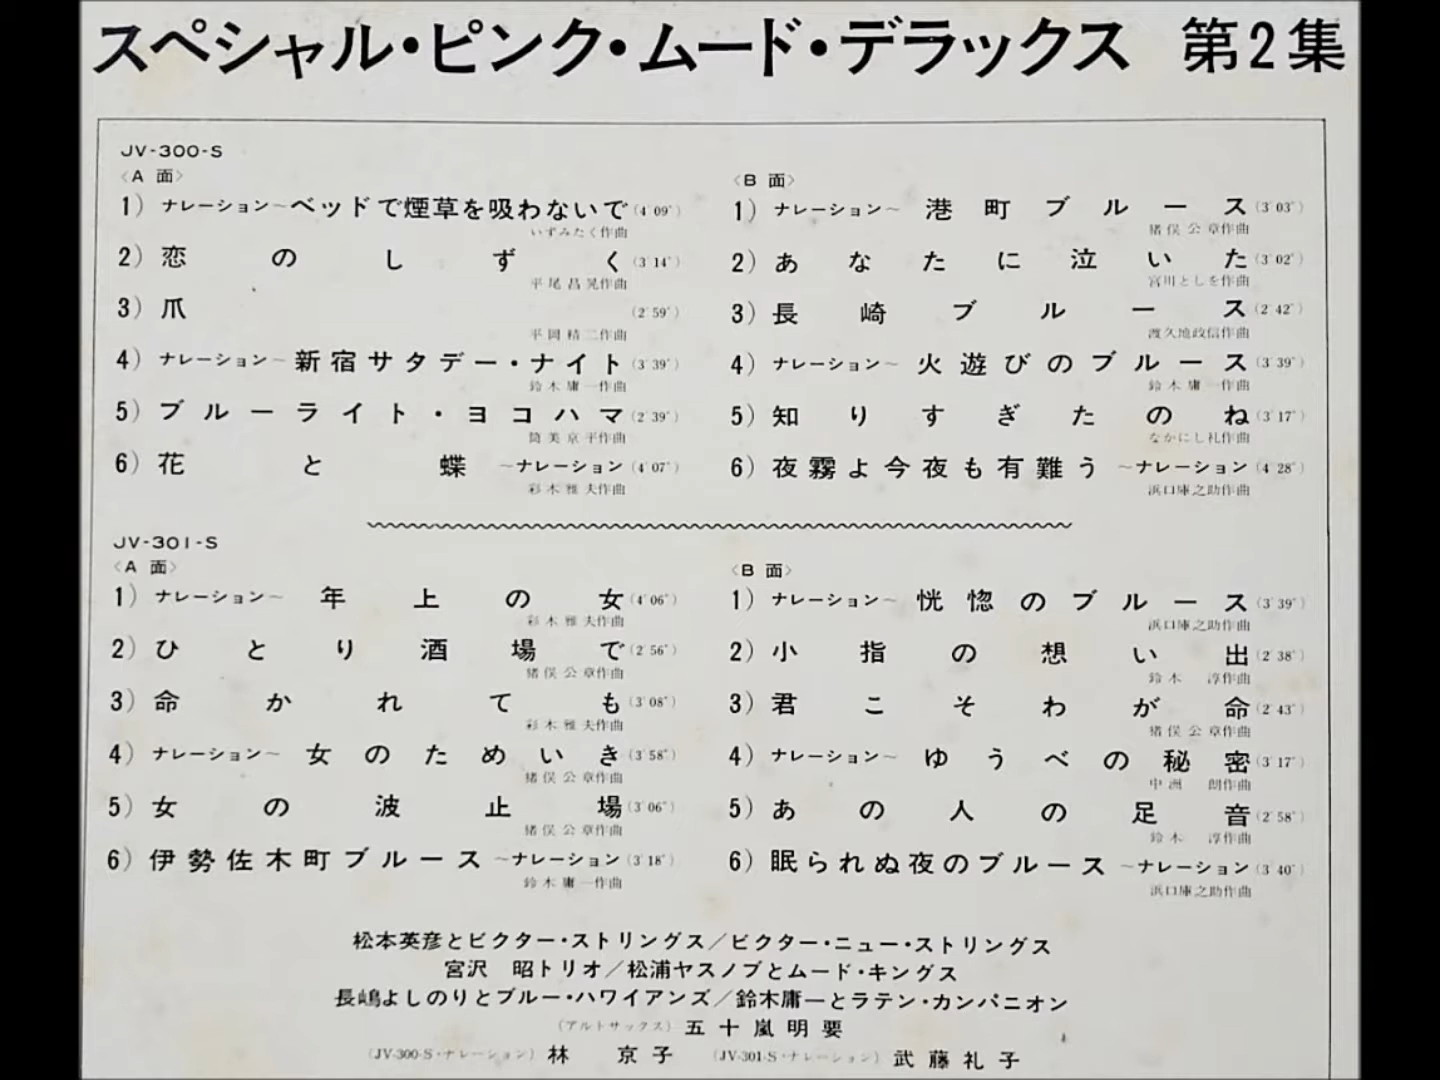 スペシャル・ピンク・ムード・デラックス 第2集
JV-300-S
〈A 面〉
1) ナレーション~ベッドで煙草を吸わないで(4′09″)
いずみたく作曲
2) 恋のしずく(3′14″)
平尾昌晃作曲
3) 爪(2′59″)
平岡精二作曲
4) ナレーション~新宿サタデー・ナイト(3′39″)
鈴木庸一作曲
5) ブルーライト・ヨコハマ(2′39″)
筒美京平作曲
6) 花と蝶~ナレーション(4′07″)
彩木雅夫作曲
〈B 面〉
1) ナレーション~港町ブルース(3′03″)
猪俣公章作曲
2) あなたに泣いた(3′02″)
宮川としを作曲
3) 長崎ブルース(2′42″)
渡久地政信作曲
4) ナレーション~火遊びのブルース(3′39″)
鈴木庸一作曲
5) 知りすぎたのね(3′17″)
なかにし礼作曲
6) 夜霧よ今夜も有難う~ナレーション(4′28″)
浜口庫之助作曲
JV-301-S
〈A 面〉
1) ナレーション~年上の女(4′06″)
彩木雅夫作曲
2) ひとり酒場で(2′56″)
猪俣公章作曲
3) 命かれても(3′08″)
彩木雅夫作曲
4) ナレーション~女のためいき(3′58″)
猪俣公章作曲
5) 女の波止場(3′06″)
猪俣公章作曲
6) 伊勢佐木町ブルース~ナレーション(3′18″)
鈴木庸一作曲
〈B 面〉
1) ナレーション~恍惚のブルース(3′39″)
浜口庫之助作曲
2) 小指の想い出(2′38″)
鈴木 淳作曲
3) 君こそわが命(2′43″)
猪俣公章作曲
4) ナレーション~ゆうべの秘密(3′17″)
中洲 朗作曲
5) あの人の足音(2′58″)
鈴木 淳作曲
6) 眠られぬ夜のブルース~ナレーション(3′40″)
浜口庫之助作曲
松本英彦とビクター・ストリングス/ビクター・ニュー・ストリングス
宮沢 昭トリオ/松浦ヤスノブとムード・キングス
長嶋よしのりとブルー・ハワイアンズ/鈴木庸一とラテン・カンパニオン
(アルトサックス) 五十嵐明要
(JV-300-S・ナレーション) 林 京子 (JV-301-S・ナレーション) 武藤礼子